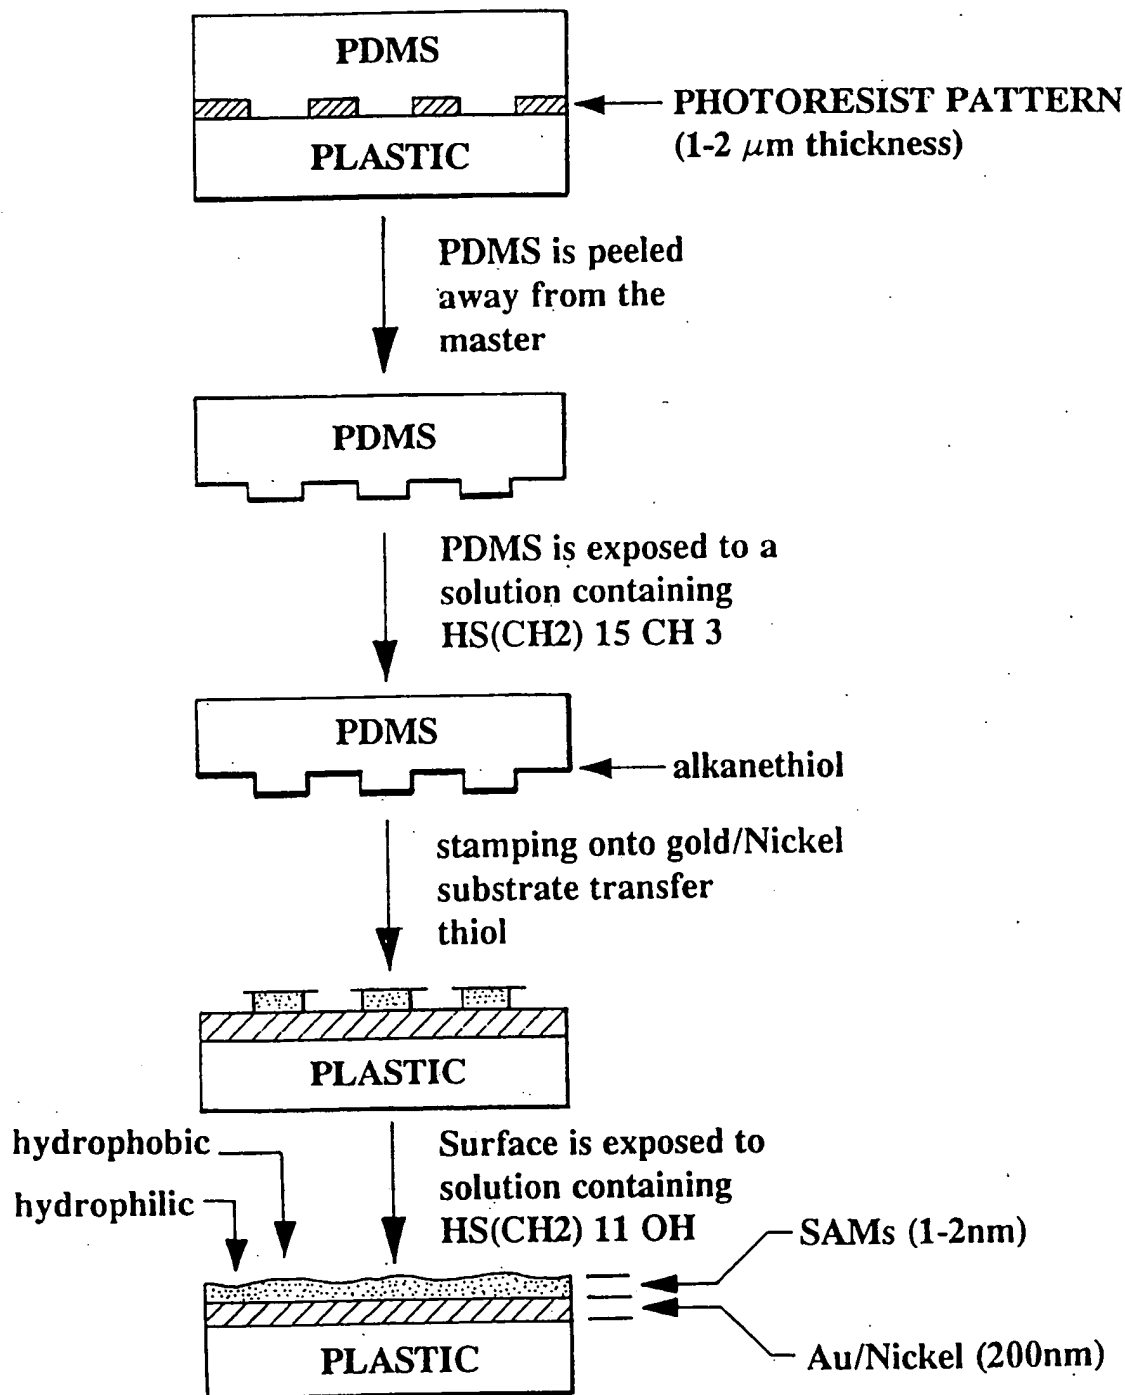 PDMS
PHOTORESIST PATTERN
(1-2 μm thickness)
PLASTIC
PDMS is peeled
away from the
master
PDMS
PDMS is exposed to a
solution containing
HS(CH2) 15 CH 3
PDMS
alkanethiol
stamping onto gold/Nickel
substrate transfer
thiol
PLASTIC
hydrophobic
hydrophilic
Surface is exposed to
solution containing
HS(CH2) 11 OH
SAMs (1-2nm)
PLASTIC
Au/Nickel (200nm)